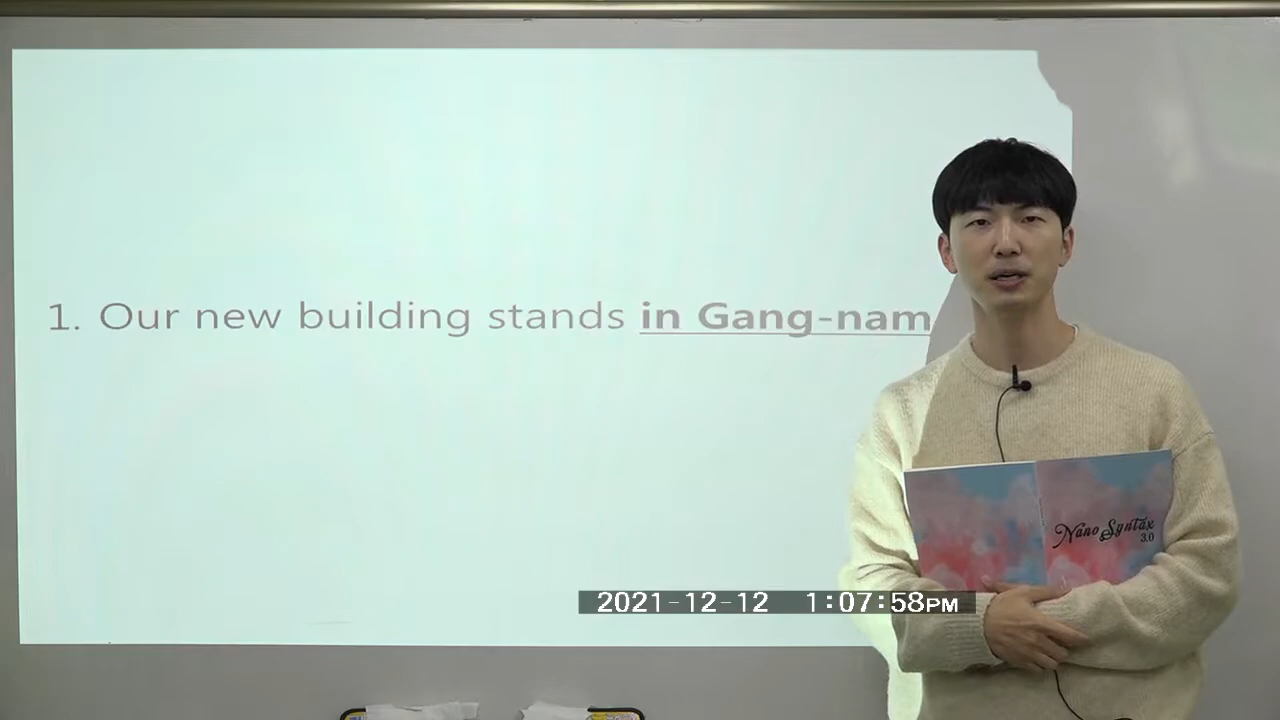 1. Our new building stands in Gang-nam
Nano Syntax
3.0
2021-12-12 1:07:58PM